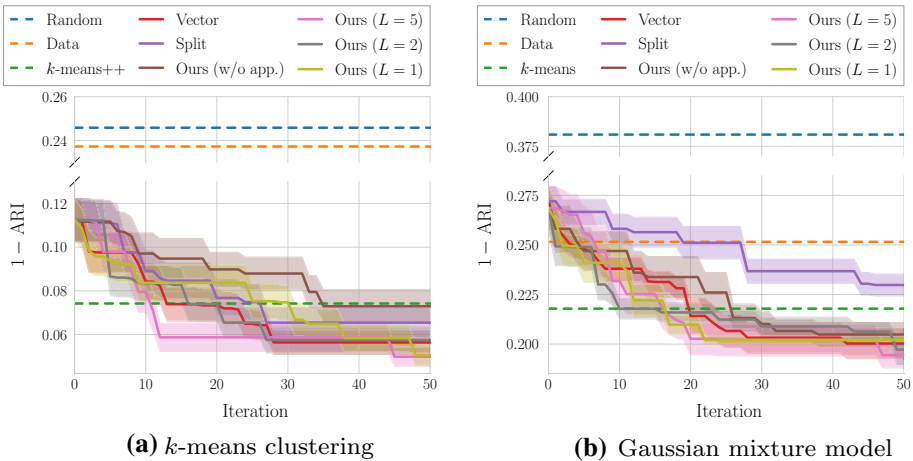 Random Vector Ours (L = 5)
Data Split Ours (L = 2)
k-means++ Ours (w/o app.) Ours (L = 1)
0.26
0.24
0.12
0.10
0.08
0.06
1 − ARI
0 10 20 30 40 50
Iteration
(a) k-means clustering
Random Vector Ours (L = 5)
Data Split Ours (L = 2)
k-means Ours (w/o app.) Ours (L = 1)
0.400
0.375
0.275
0.250
0.225
0.200
1 − ARI
0 10 20 30 40 50
Iteration
(b) Gaussian mixture model